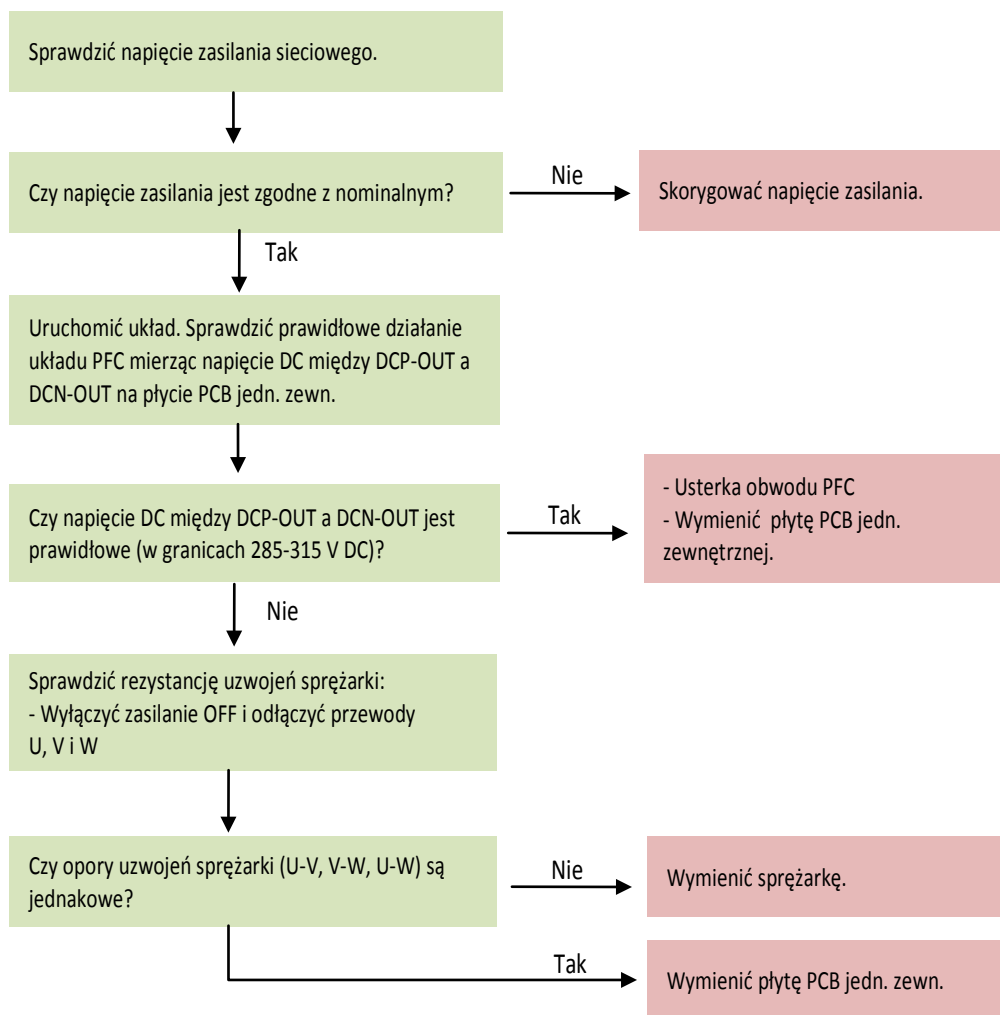 Sprawdzić napięcie zasilania sieciowego.
Czy napięcie zasilania jest zgodne z nominalnym?
Nie
Skorygować napięcie zasilania.
Tak
Uruchomić układ. Sprawdzić prawidłowe działanie
układu PFC mierząc napięcie DC między DCP-OUT a
DCN-OUT na płycie PCB jedn. zewn.
Czy napięcie DC między DCP-OUT a DCN-OUT jest
prawidłowe (w granicach 285-315 V DC)?
Tak
- Usterka obwodu PFC
- Wymienić płytę PCB jedn.
zewnętrznej.
Nie
Sprawdzić rezystancję uzwojeń sprężarki:
- Wyłączyć zasilanie OFF i odłączyć przewody
U, V i W
Czy opory uzwojeń sprężarki (U-V, V-W, U-W) są
jednakowe?
Nie
Wymienić sprężarkę.
Tak
Wymienić płytę PCB jedn. zewn.